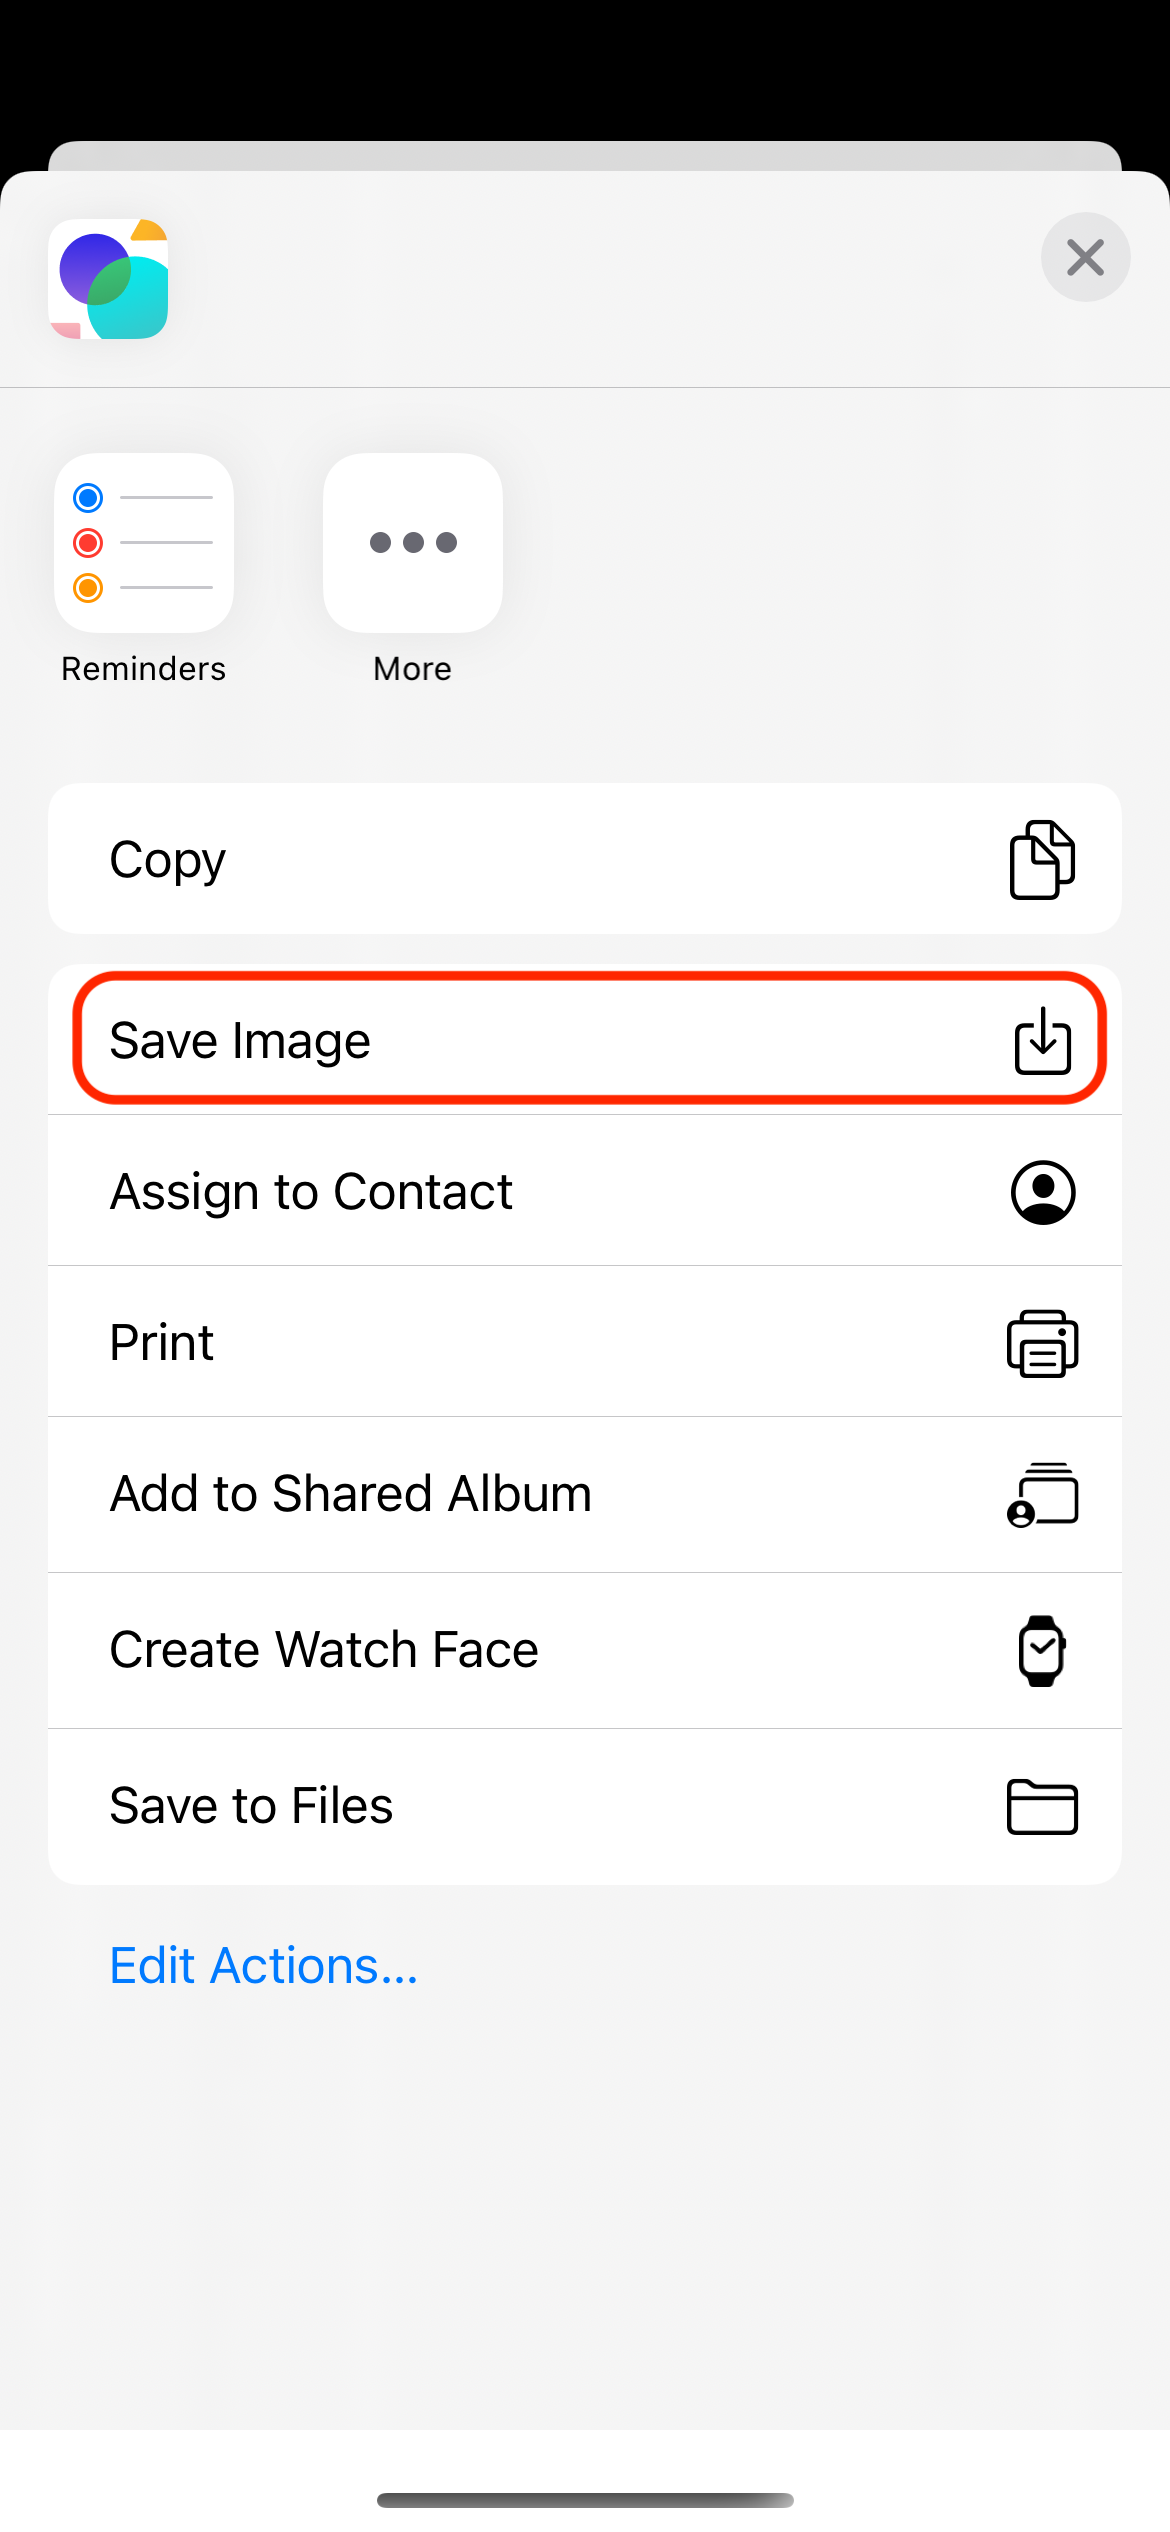 Reminders
More
Copy
Save Image
Assign to Contact
Print
Add to Shared Album
Create Watch Face
Save to Files
Edit Actions...